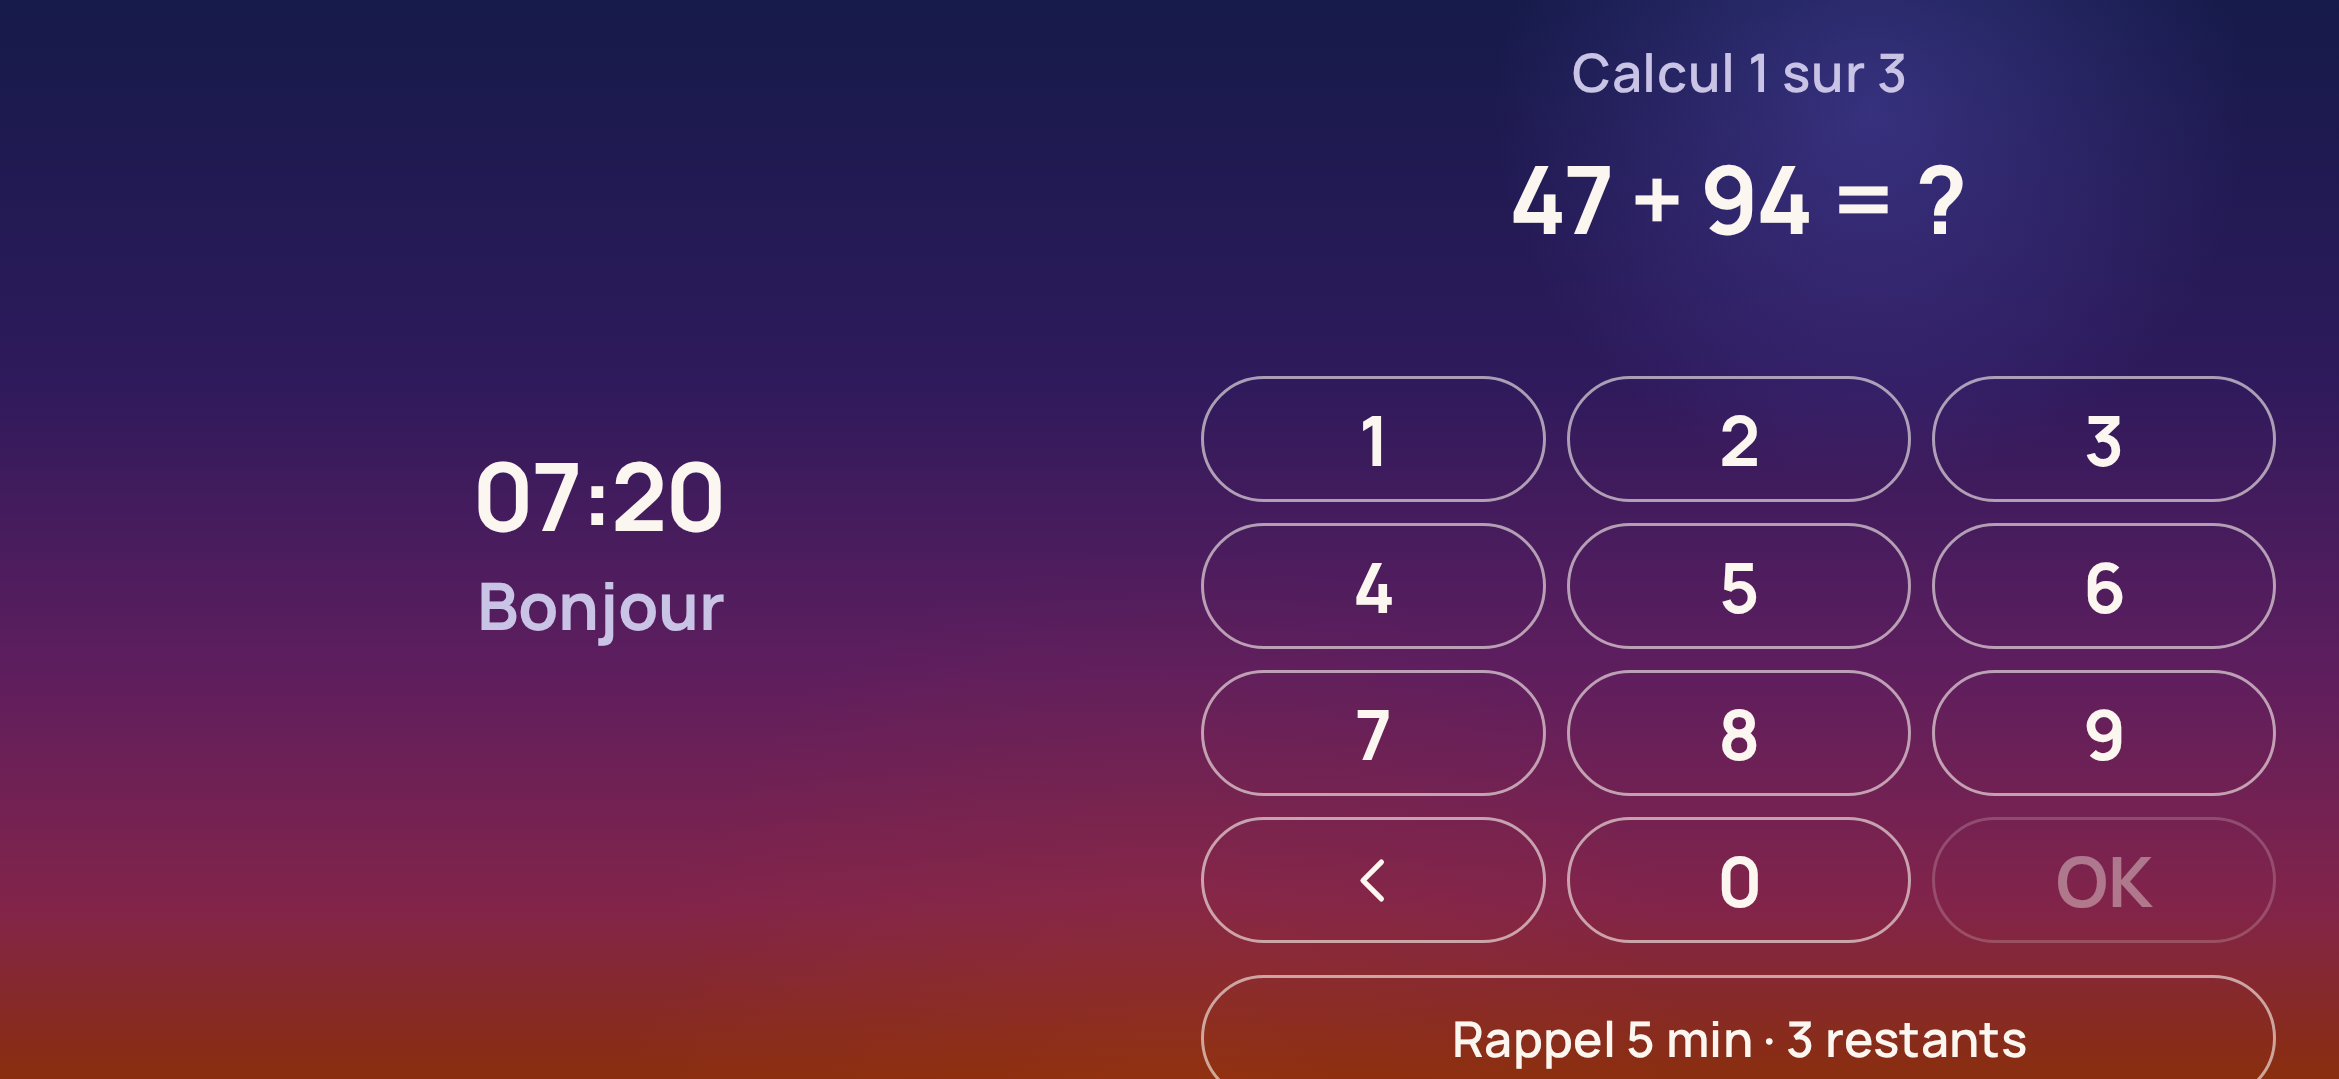 07:20
Bonjour
Calcul 1 sur 3
47 + 94 = ?
1 2 3
4 5 6
7 8 9
< 0 OK
Rappel 5 min · 3 restants